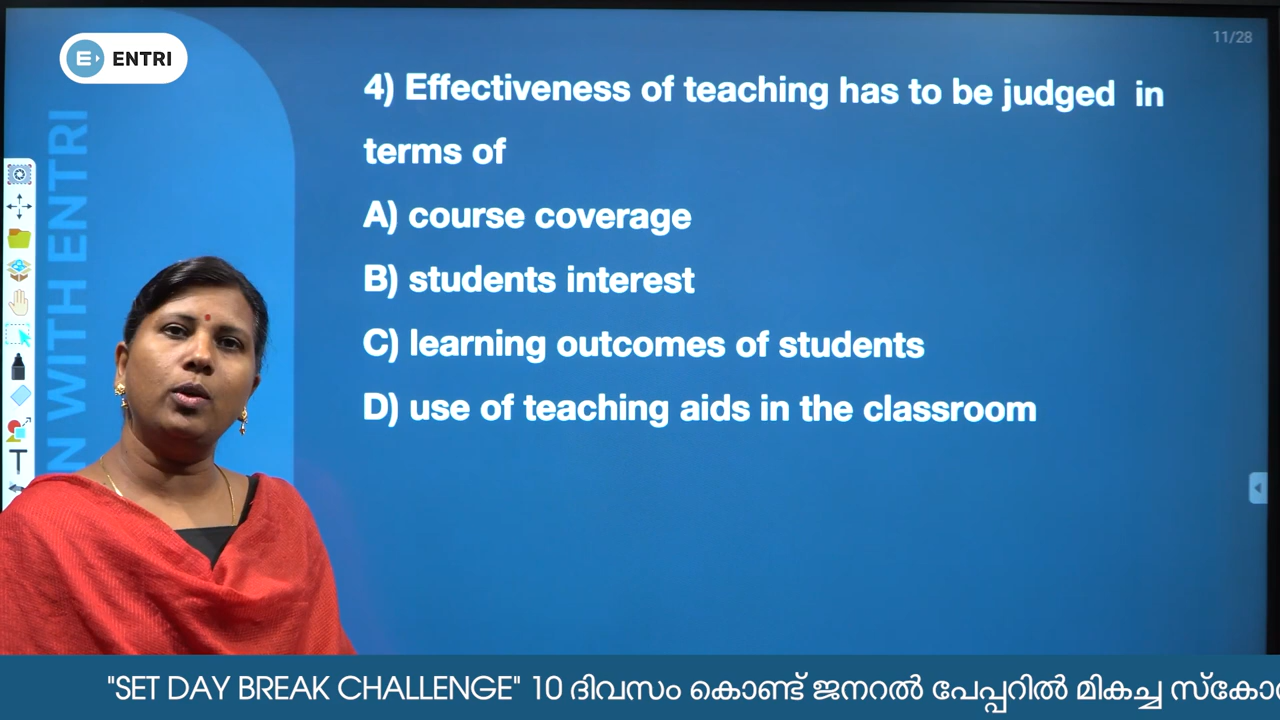 ENTRI
11/28
4) Effectiveness of teaching has to be judged in
terms of
A) course coverage
B) students interest
C) learning outcomes of students
D) use of teaching aids in the classroom
N WITH ENTRI
T
"SET DAY BREAK CHALLENGE" 10 ദിവസം കൊണ്ട് ജനറൽ പേപ്പറിൽ മികച്ച